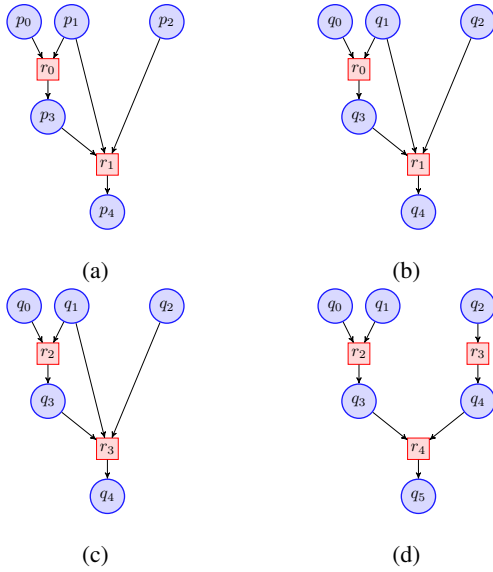 p0 p1 p2 q0 q1 q2
r0 r0
p3 q3
r1 r1
p4 q4
(a) (b)
q0 q1 q2 q0 q1 q2
r2 r2 r3
q3 q3 q4
r3 r4
q4 q5
(c) (d)